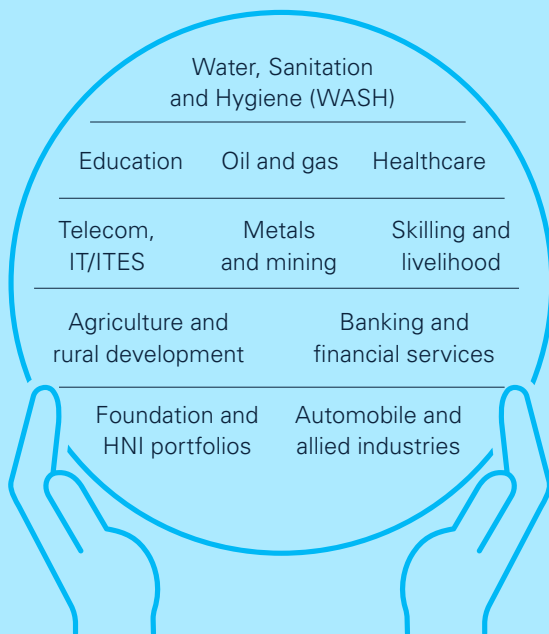 Water, Sanitation
and Hygiene (WASH)
Education Oil and gas Healthcare
Telecom,
IT/ITES
Metals
and mining
Skilling and
livelihood
Agriculture and
rural development
Banking and
financial services
Foundation and
HNI portfolios
Automobile and
allied industries